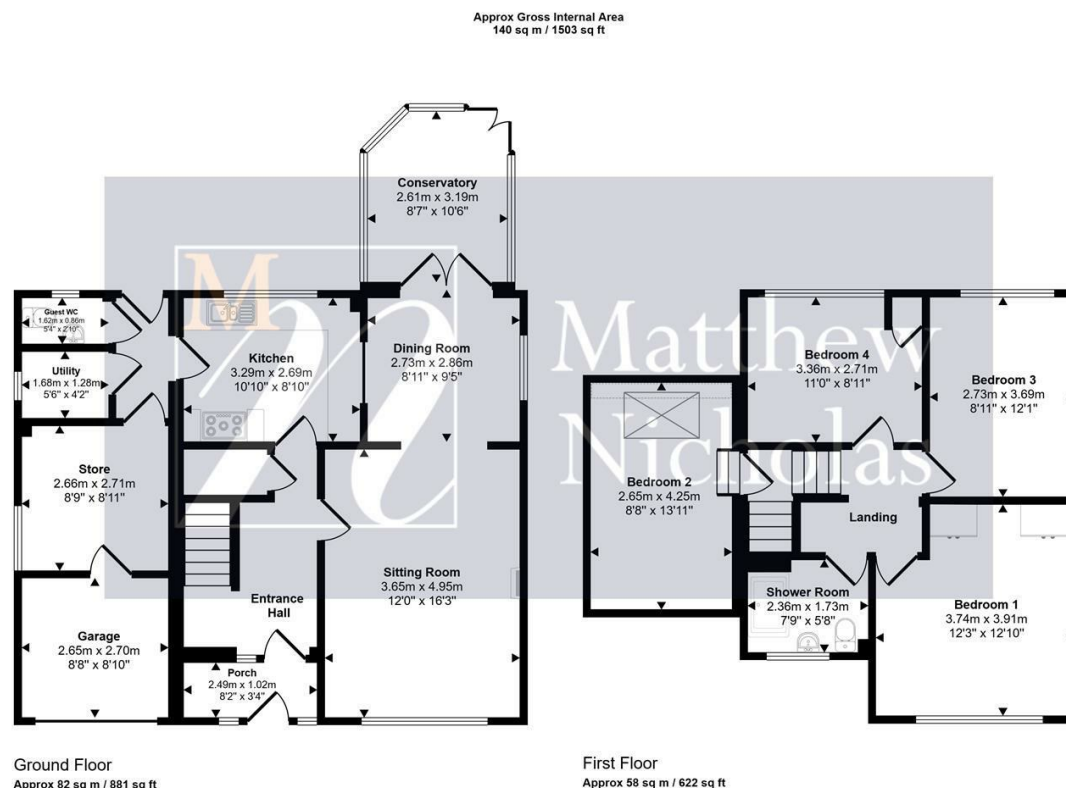 Approx Gross Internal Area
140 sq m / 1503 sq ft
Conservatory
2.61m x 3.19m
8'7" x 10'6"
M
n
Matthew
Nicholas
Guest WC
1.62m x 0.86m
5'4" x 2'10"
Utility
1.68m x 1.28m
5'6" x 4'2"
Kitchen
3.29m x 2.69m
10'10" x 8'10"
Dining Room
2.73m x 2.86m
8'11" x 9'5"
Store
2.66m x 2.71m
8'9" x 8'11"
Sitting Room
3.65m x 4.95m
12'0" x 16'3"
Entrance
Hall
Garage
2.65m x 2.70m
8'8" x 8'10"
Porch
2.49m x 1.02m
8'2" x 3'4"
Ground Floor
Approx 82 sq m / 881 sq ft
Bedroom 4
3.36m x 2.71m
11'0" x 8'11"
Bedroom 3
2.73m x 3.69m
8'11" x 12'1"
Bedroom 2
2.65m x 4.25m
8'8" x 13'11"
Landing
Shower Room
2.36m x 1.73m
7'9" x 5'8"
Bedroom 1
3.74m x 3.91m
12'3" x 12'10"
First Floor
Approx 58 sq m / 622 sq ft